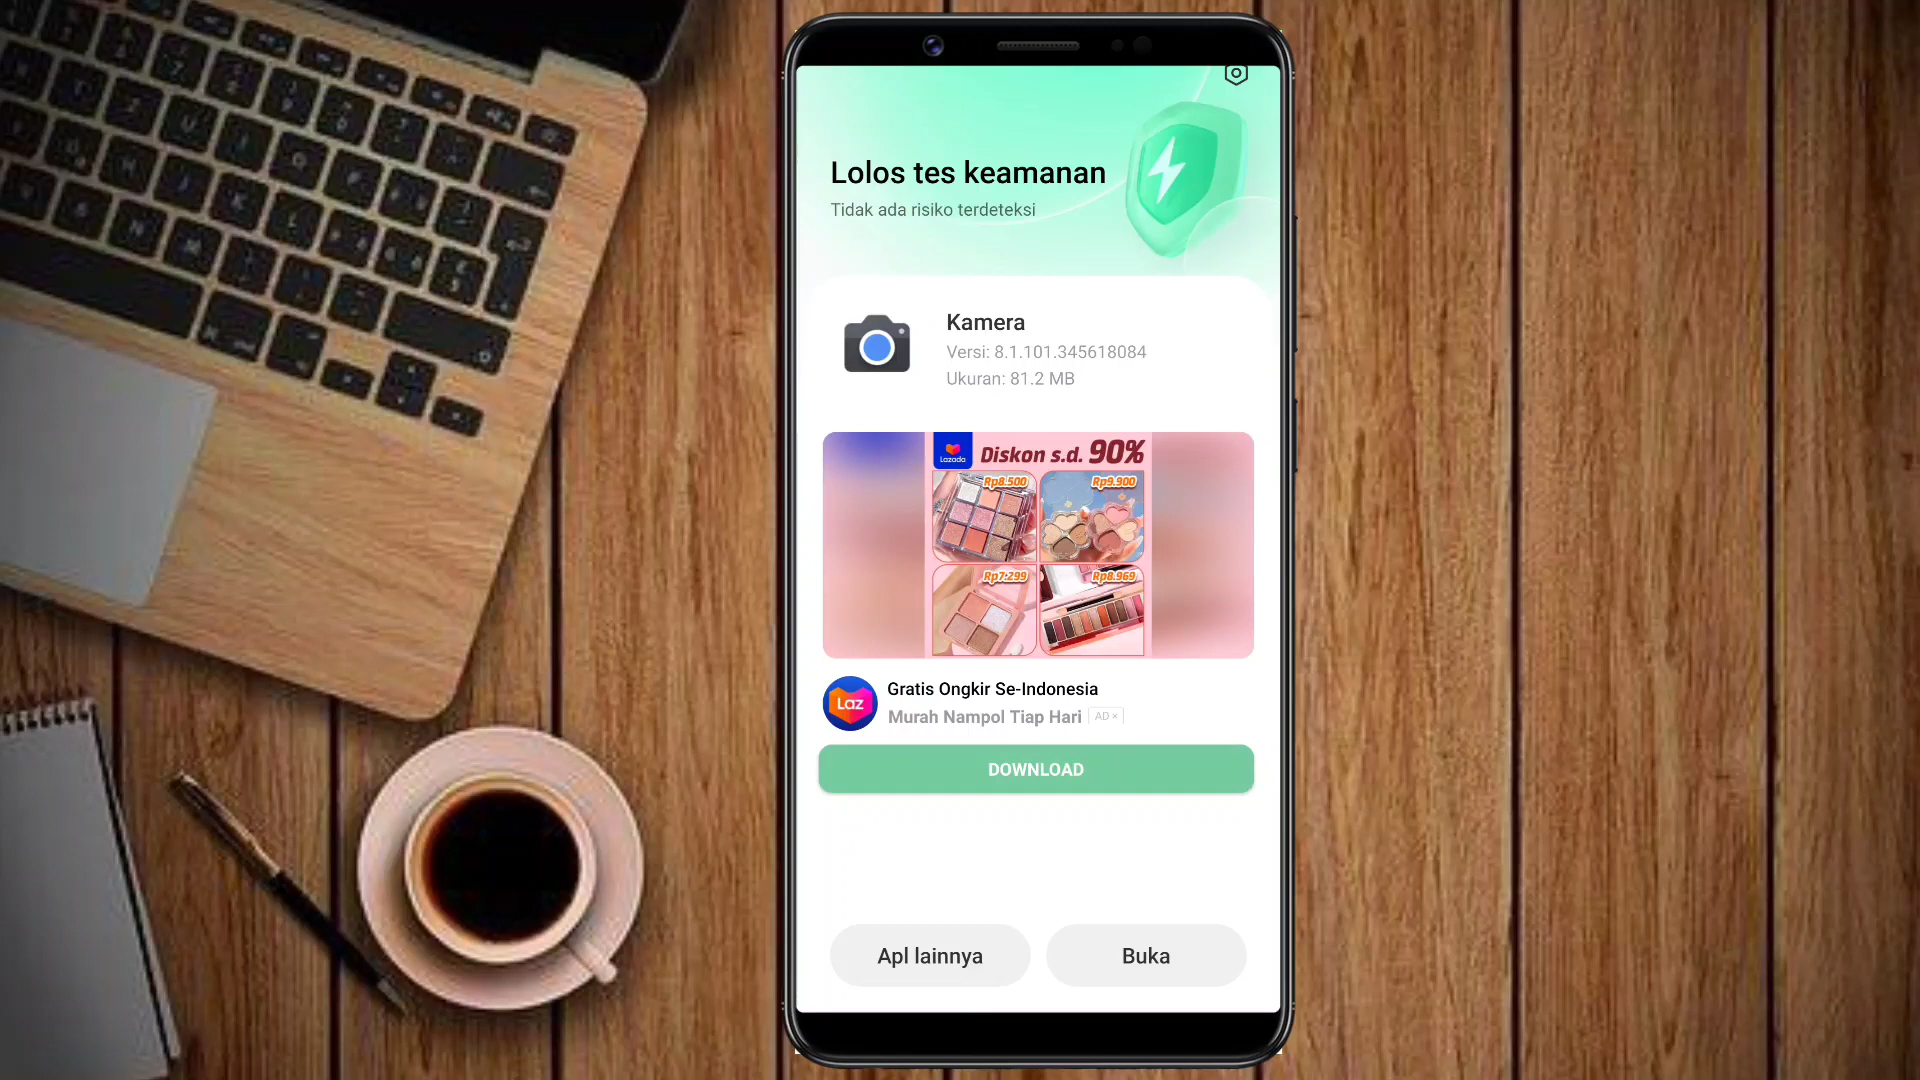 Lolos tes keamanan
Tidak ada risiko terdeteksi
Kamera
Versi: 8.1.101.345618084
Ukuran: 81.2 MB
Lazada
Diskon s.d. 90%
Rp8.500
Rp9.900
Rp7.299
Rp8.969
Laz
Gratis Ongkir Se-Indonesia
Murah Nampol Tiap Hari
AD ×
DOWNLOAD
Apl lainnya
Buka